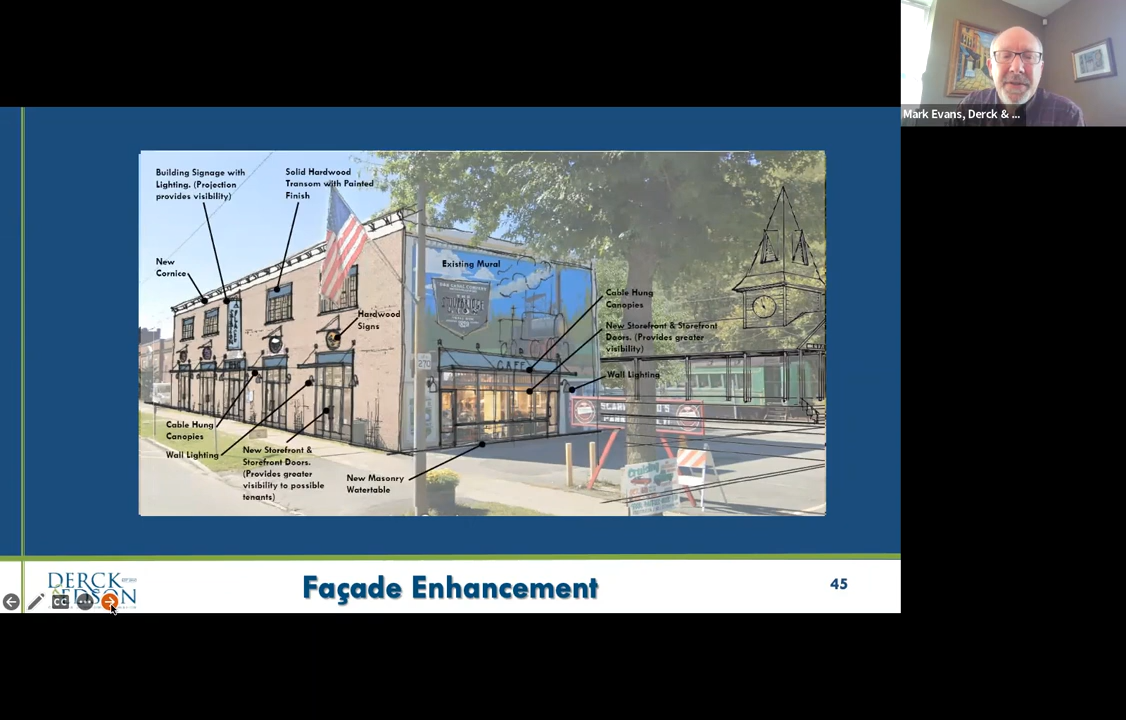 Mark Evans, Derck & ...
Building Signage with
Lighting. (Projection
provides visibility)
Solid Hardwood
Transom with Painted
Finish
New
Cornice
Existing Mural
Hardwood
Signs
Cable Hung
Canopies
New Storefront & Storefront
Doors. (Provides greater
visibility)
Wall Lighting
CAFE
270
Cable Hung
Canopies
Wall Lighting
New Storefront &
Storefront Doors.
(Provides greater
visibility to possible
tenants)
New Masonry
Watertable
DERCK
& EDSON
CC
Façade Enhancement
45